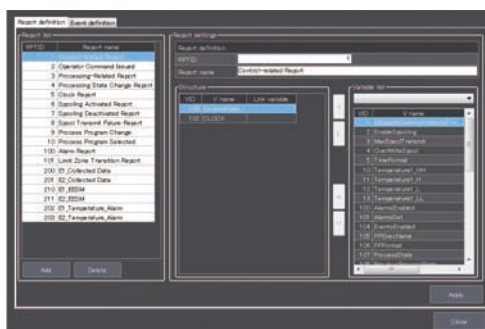 Report definition Event definition
Report list
RPTID Report name
2 Operator Command Issued
3 Processing-Related Report
4 Processing State Change Report
5 Clock Report
6 Spooling Activated Report
7 Spooling Deactivated Report
8 Spool Transmit Failure Report
9 Process Program Change
10 Process Program Selected
100 Alarm Report
101 Limit Zone Transition Report
200 E1_Collected Data
201 E2_Collected Data
210 E1_EESM
211 E2_EESM
202 E1_Temperature_Alarm
203 E2_Temperature_Alarm
Add Delete
Report settings
Report definition
RPTID 1
Report name Control-related Report
Structure
VID V name Link variable
102 CLOCK
Variable list
VID V name
2 EnableSpooling
3 MaxSpoolTransmit
4 OverWriteSpool
5 TimeFormat
10 Temperature1_HH
11 Temperature1_H
12 Temperature1_L
13 Temperature1_LL
100 AlarmsEnabled
101 AlarmsSet
104 EventsEnabled
105 PPExecName
106 PPFormat
107 ProcessState
Apply
Close